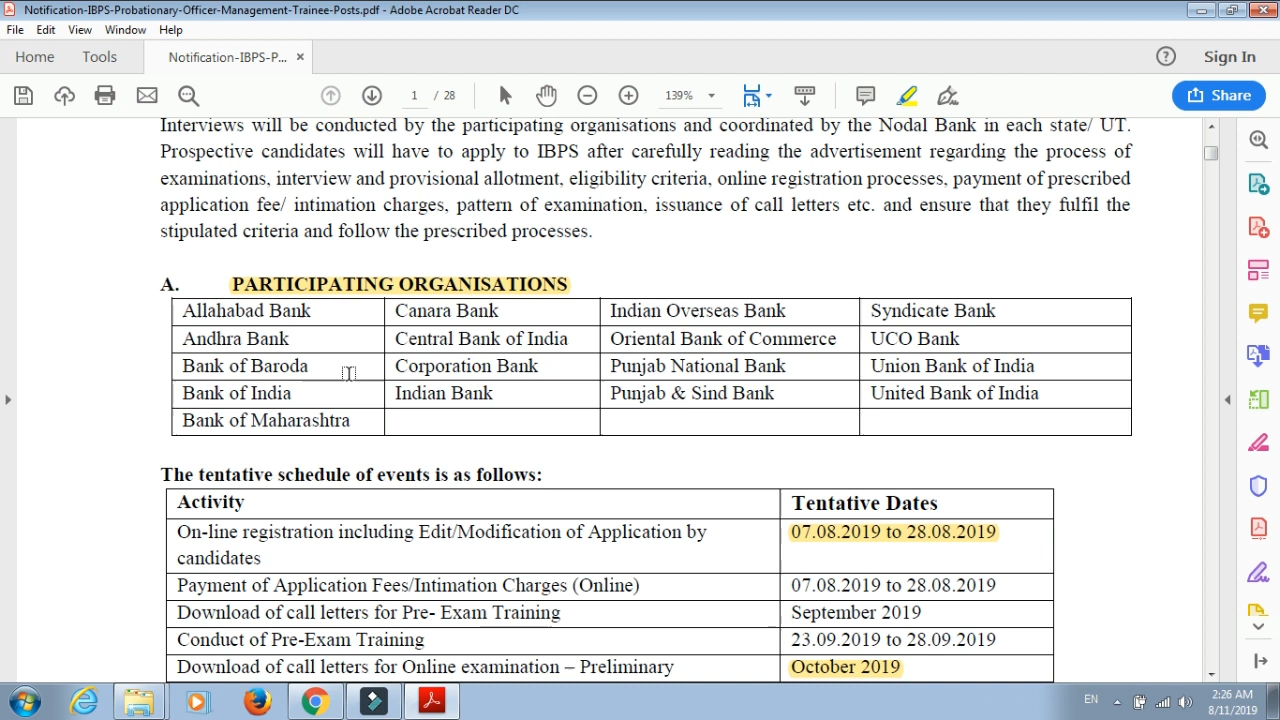 Notification-IBPS-Probationary-Officer-Management-Trainee-Posts.pdf - Adobe Acrobat Reader DC
File Edit View Window Help
Home Tools Notification-IBPS-P... × Sign In
1 / 28 139% Share
Interviews will be conducted by the participating organisations and coordinated by the Nodal Bank in each state/ UT.
Prospective candidates will have to apply to IBPS after carefully reading the advertisement regarding the process of
examinations, interview and provisional allotment, eligibility criteria, online registration processes, payment of prescribed
application fee/ intimation charges, pattern of examination, issuance of call letters etc. and ensure that they fulfil the
stipulated criteria and follow the prescribed processes.
A. PARTICIPATING ORGANISATIONS
Allahabad Bank Canara Bank Indian Overseas Bank Syndicate Bank
Andhra Bank Central Bank of India Oriental Bank of Commerce UCO Bank
Bank of Baroda Corporation Bank Punjab National Bank Union Bank of India
Bank of India Indian Bank Punjab & Sind Bank United Bank of India
Bank of Maharashtra
The tentative schedule of events is as follows:
Activity Tentative Dates
On-line registration including Edit/Modification of Application by 07.08.2019 to 28.08.2019
candidates
Payment of Application Fees/Intimation Charges (Online) 07.08.2019 to 28.08.2019
Download of call letters for Pre- Exam Training September 2019
Conduct of Pre-Exam Training 23.09.2019 to 28.09.2019
Download of call letters for Online examination – Preliminary October 2019
EN 2:26 AM
8/11/2019